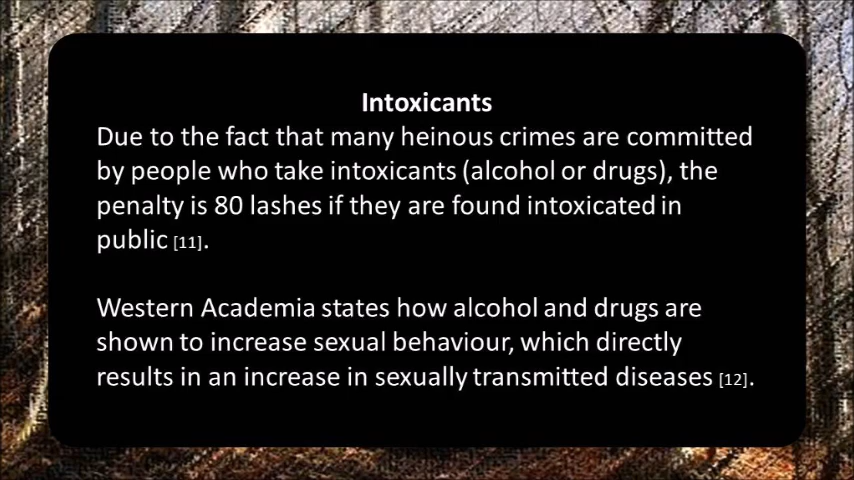 Intoxicants
Due to the fact that many heinous crimes are committed
by people who take intoxicants (alcohol or drugs), the
penalty is 80 lashes if they are found intoxicated in
public [11].
Western Academia states how alcohol and drugs are
shown to increase sexual behaviour, which directly
results in an increase in sexually transmitted diseases [12].